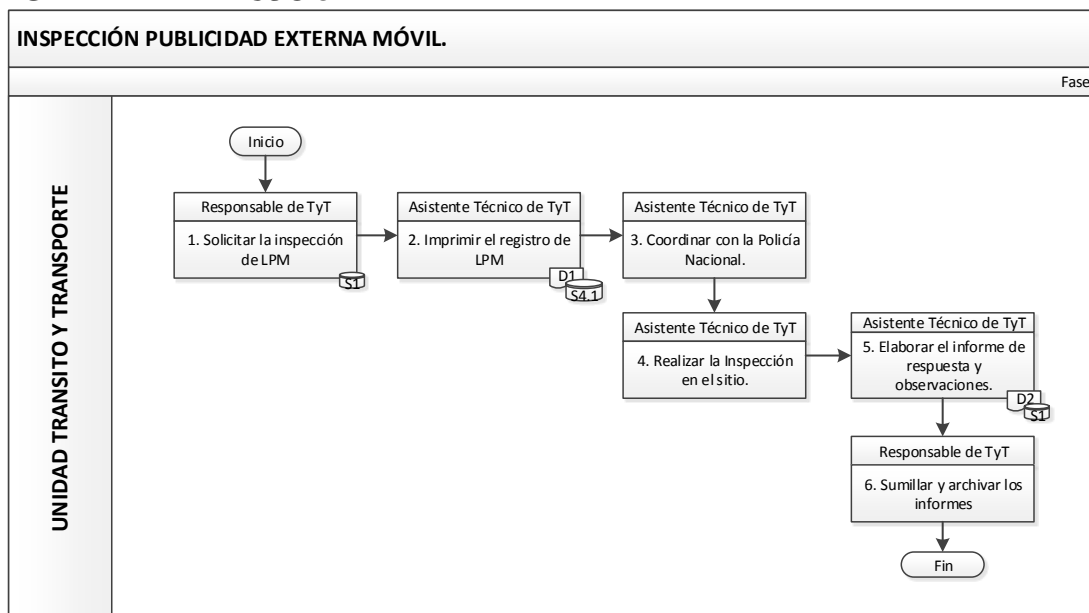 INSPECCIÓN PUBLICIDAD EXTERNA MÓVIL.
Fase
UNIDAD TRANSITO Y TRANSPORTE
Inicio
Responsable de TyT
1. Solicitar la inspección
de LPM
S1
Asistente Técnico de TyT
2. Imprimir el registro de
LPM
D1
S4.1
Asistente Técnico de TyT
3. Coordinar con la Policía
Nacional.
Asistente Técnico de TyT
4. Realizar la Inspección
en el sitio.
Asistente Técnico de TyT
5. Elaborar el informe de
respuesta y
observaciones.
D2
S1
Responsable de TyT
6. Sumillar y archivar los
informes
Fin